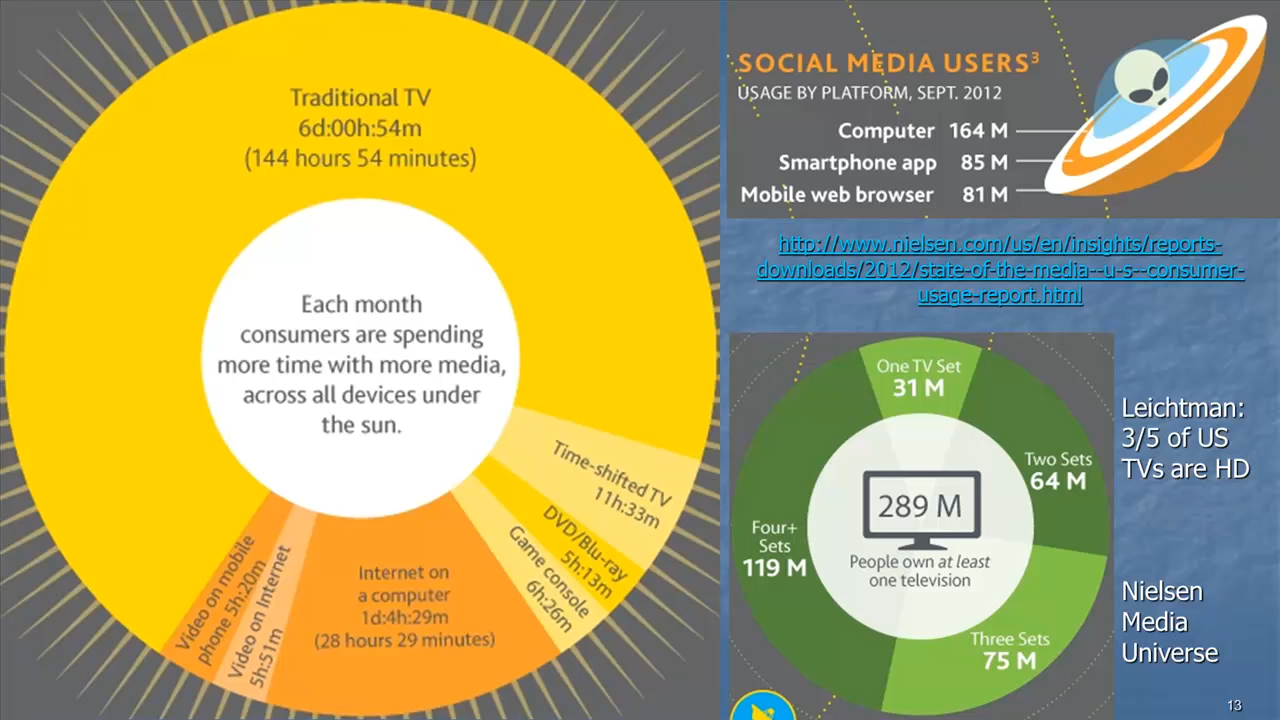 Traditional TV
6d:00h:54m
(144 hours 54 minutes)
Each month
consumers are spending
more time with more media,
across all devices under
the sun.
Time-shifted TV
11h:33m
DVD/Blu-ray
5h:13m
Game console
6h:26m
Internet on
a computer
1d:4h:29m
(28 hours 29 minutes)
Video on Internet
5h:51m
Video on mobile
phone 5h:20m
SOCIAL MEDIA USERS³
USAGE BY PLATFORM, SEPT. 2012
Computer 164 M
Smartphone app 85 M
Mobile web browser 81 M
http://www.nielsen.com/us/en/insights/reports-
downloads/2012/state-of-the-media--u-s--consumer-
usage-report.html
One TV Set
31 M
Two Sets
64 M
Three Sets
75 M
Four+
Sets
119 M
289 M
People own at least
one television
Leichtman:
3/5 of US
TVs are HD
Nielsen
Media
Universe
13